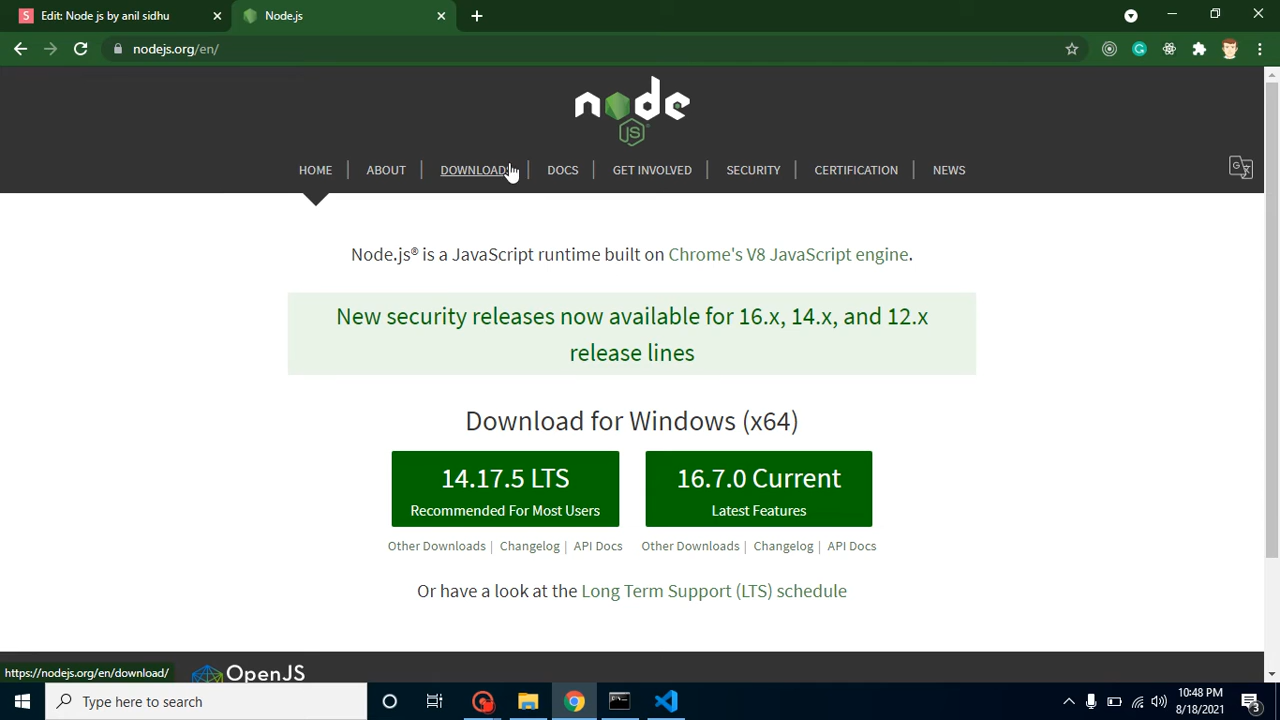 Edit: Node js by anil sidhu
Node.js
nodejs.org/en/
node
JS
HOME
ABOUT
DOWNLOADS
DOCS
GET INVOLVED
SECURITY
CERTIFICATION
NEWS
Node.js® is a JavaScript runtime built on Chrome's V8 JavaScript engine.
New security releases now available for 16.x, 14.x, and 12.x
release lines
Download for Windows (x64)
14.17.5 LTS
Recommended For Most Users
16.7.0 Current
Latest Features
Other Downloads | Changelog | API Docs
Other Downloads | Changelog | API Docs
Or have a look at the Long Term Support (LTS) schedule
https://nodejs.org/en/download/
OpenJS
Type here to search
10:48 PM
8/18/2021
3